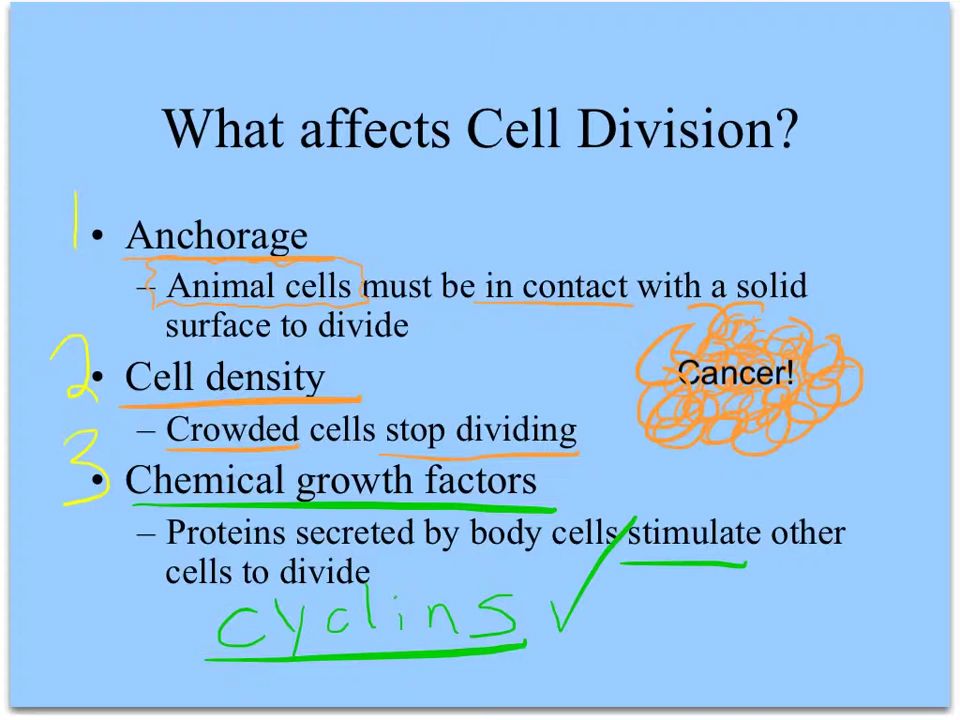 What affects Cell Division?
1 • Anchorage
– Animal cells must be in contact with a solid
surface to divide
2 • Cell density
Cancer!
– Crowded cells stop dividing
3 • Chemical growth factors
– Proteins secreted by body cells stimulate other
cells to divide
cyclins ✓